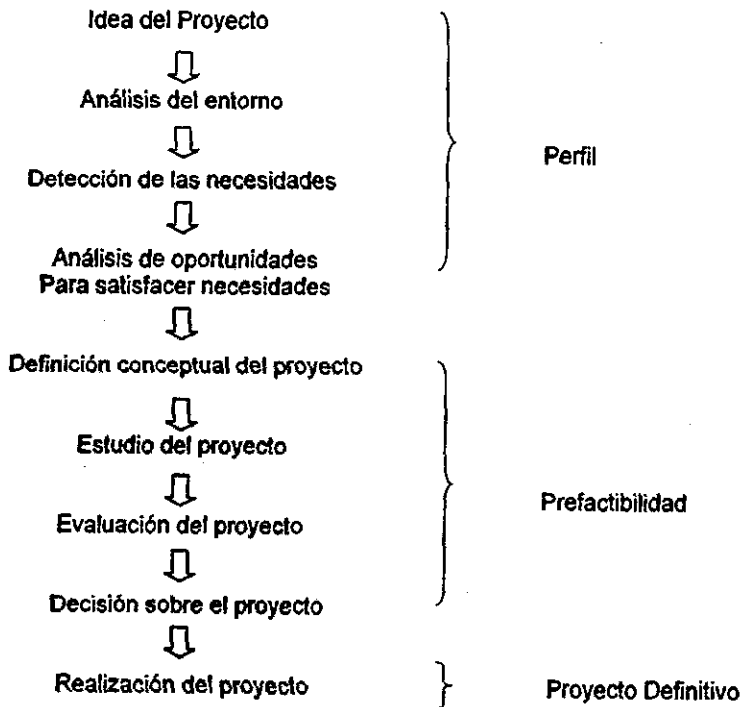 Idea del Proyecto
Análisis del entorno
Perfil
Detección de las necesidades
Análisis de oportunidades
Para satisfacer necesidades
Definición conceptual del proyecto
Estudio del proyecto
Prefactibilidad
Evaluación del proyecto
Decisión sobre el proyecto
Realización del proyecto
Proyecto Definitivo